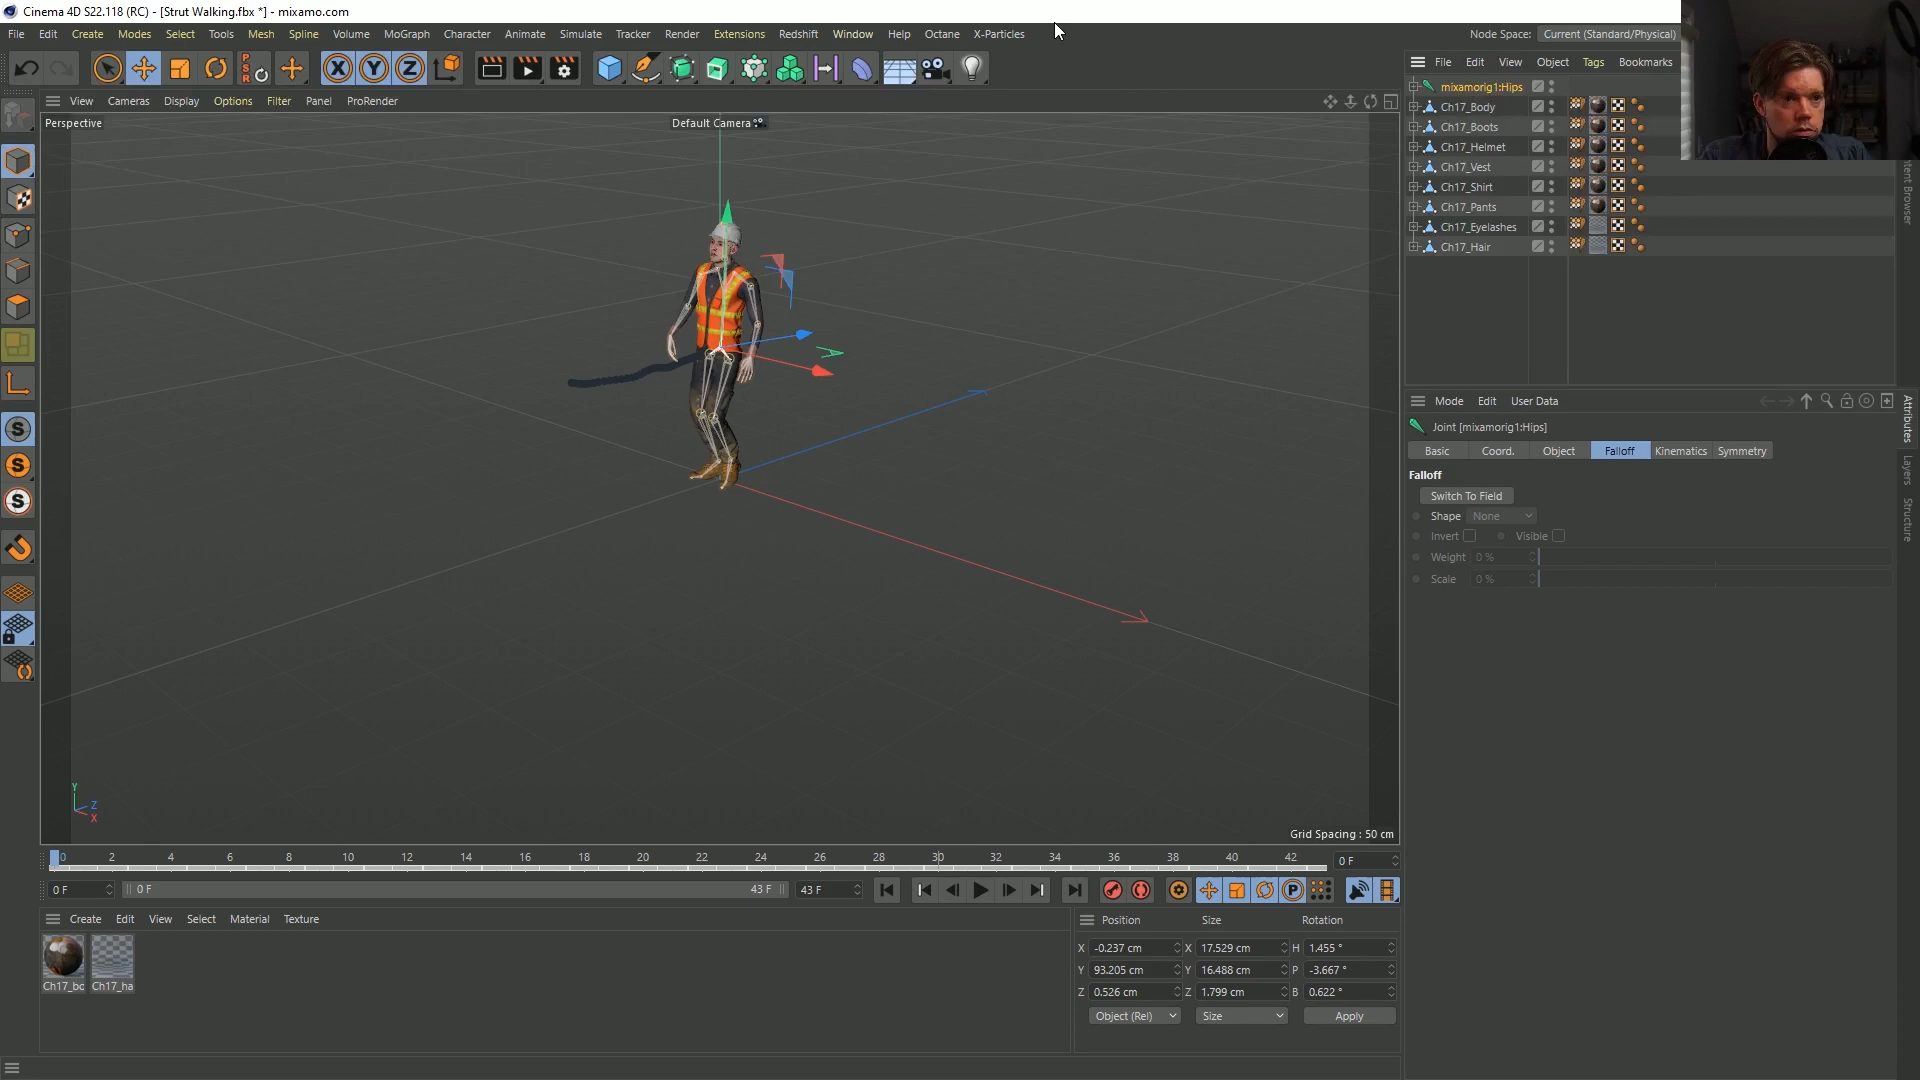 Cinema 4D S22.118 (RC) - [Strut Walking.fbx *] - mixamo.com
File Edit Create Modes Select Tools Mesh Spline Volume MoGraph Character Animate Simulate Tracker Render Extensions Redshift Window Help Octane X-Particles
Node Space: Current (Standard/Physical)
X Y Z
PSR
File Edit View Object Tags Bookmarks
View Cameras Display Options Filter Panel ProRender
Perspective
Default Camera
mixamorig1:Hips
Ch17_Body
Ch17_Boots
Ch17_Helmet
Ch17_Vest
Ch17_Shirt
Ch17_Pants
Ch17_Eyelashes
Ch17_Hair
tent Browser
Mode Edit User Data
Joint [mixamorig1:Hips]
Basic Coord. Object Falloff Kinematics Symmetry
Falloff
Switch To Field
Shape None
Invert Visible
Weight 0 %
Scale 0 %
Attributes
Layers
Structure
S
S
S
Y
Z
X
Grid Spacing : 50 cm
0 2 4 6 8 10 12 14 16 18 20 22 24 26 28 30 32 34 36 38 40 42 0 F
0 F 0 F 43 F 43 F P
Create Edit View Select Material Texture
Ch17_bo Ch17_ha
Position Size Rotation
X -0.237 cm X 17.529 cm H 1.455 °
Y 93.205 cm Y 16.488 cm P -3.667 °
Z 0.526 cm Z 1.799 cm B 0.622 °
Object (Rel) Size Apply